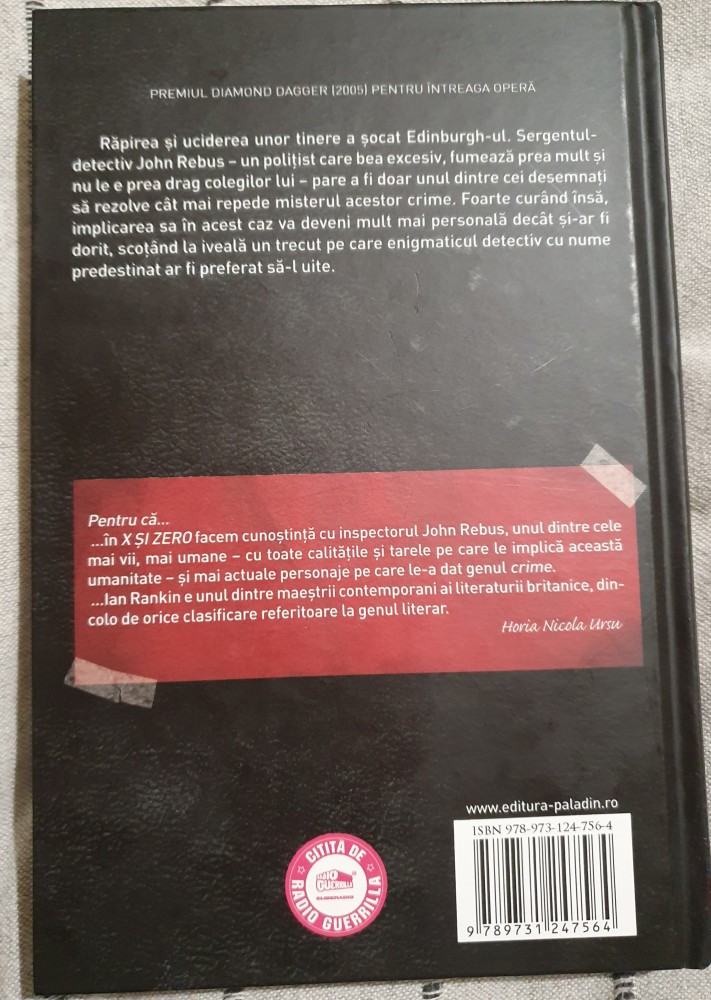 PREMIUL DIAMOND DAGGER (2005) PENTRU ÎNTREAGA OPERĂ
Răpirea și uciderea unor tinere a șocat Edinburgh-ul. Sergentul-
detectiv John Rebus – un polițist care bea excesiv, fumează prea mult și
nu le e prea drag colegilor lui – pare a fi doar unul dintre cei desemnați
să rezolve cât mai repede misterul acestor crime. Foarte curând însă,
implicarea sa în acest caz va deveni mult mai personală decât și-ar fi
dorit, scoțând la iveală un trecut pe care enigmaticul detectiv cu nume
predestinat ar fi preferat să-l uite.
Pentru că...
...în X ȘI ZERO facem cunoștință cu inspectorul John Rebus, unul dintre cele
mai vii, mai umane – cu toate calitățile și tarele pe care le implică această
umanitate – și mai actuale personaje pe care le-a dat genul crime.
...Ian Rankin e unul dintre maeștrii contemporani ai literaturii britanice, din-
colo de orice clasificare referitoare la genul literar.
Horia Nicola Ursu
www.editura-paladin.ro
ISBN 978-973-124-756-4
9 789731 247564
CITITĂ DE
RADIO GUERRILLA
RADIO
GUERRILLA